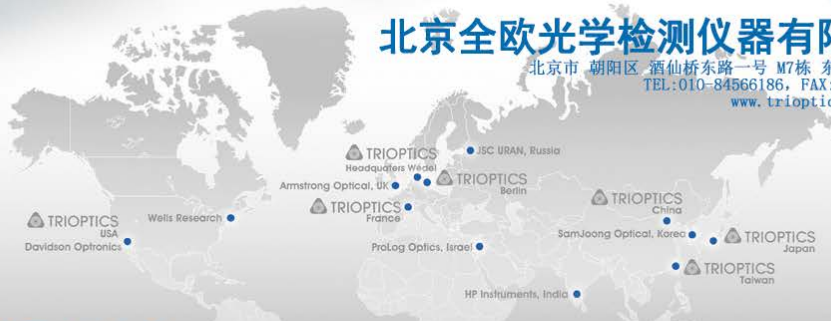 北京全欧光学检测仪器有限
北京市 朝阳区 酒仙桥东路一号 M7栋 东
TEL:010-84566186, FAX:
www.trioptic
TRIOPTICS
Headquaters Wedel
JSC URAN, Russia
Armstrong Optical, UK
TRIOPTICS
Berlin
TRIOPTICS
France
TRIOPTICS
China
TRIOPTICS
USA
Wells Research
Davidson Optronics
ProLog Optics, Israel
SamJoong Optical, Korea
TRIOPTICS
Japan
TRIOPTICS
Taiwan
HP Instruments, India